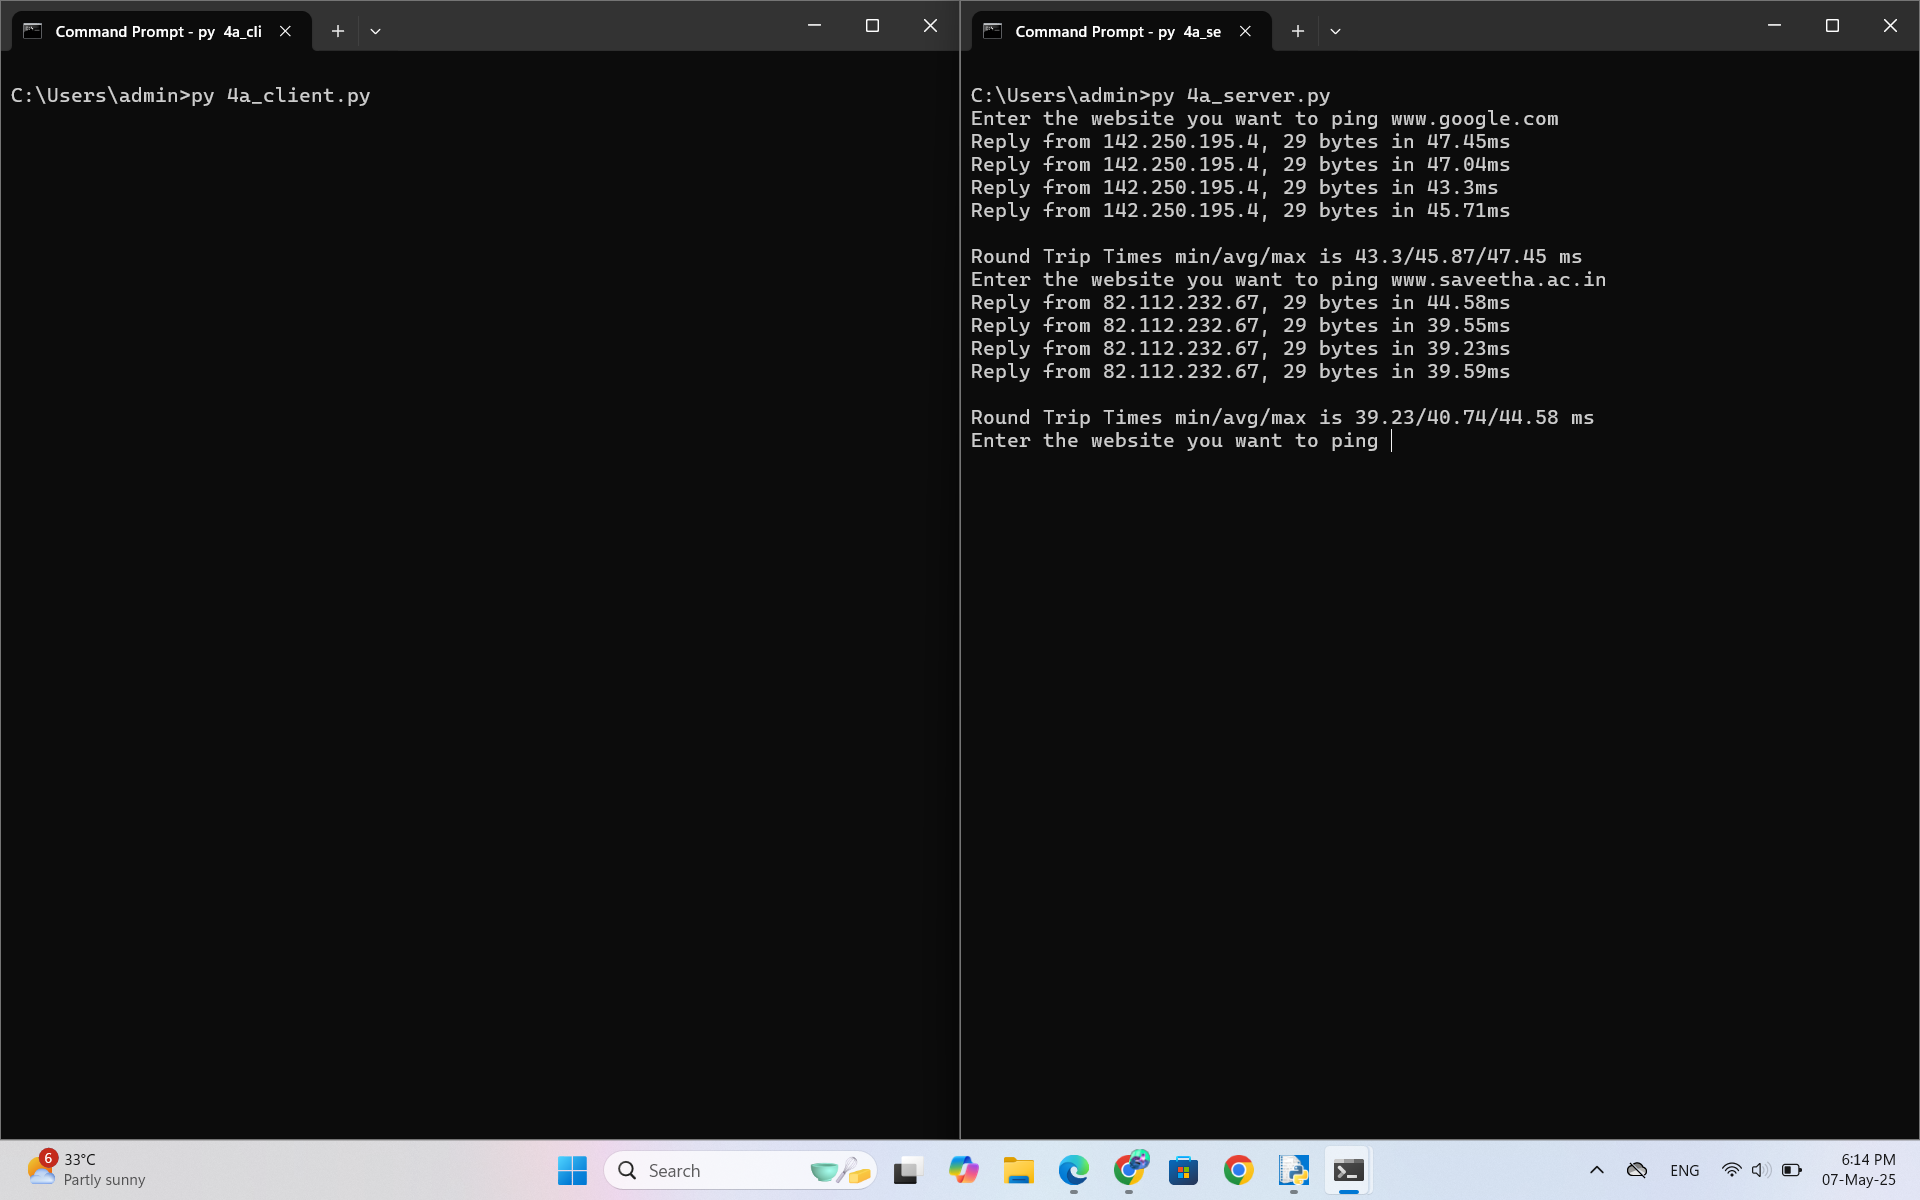 Command Prompt - py  4a_cli
C:\Users\admin>py 4a_client.py
Command Prompt - py  4a_se
C:\Users\admin>py 4a_server.py
Enter the website you want to ping www.google.com
Reply from 142.250.195.4, 29 bytes in 47.45ms
Reply from 142.250.195.4, 29 bytes in 47.04ms
Reply from 142.250.195.4, 29 bytes in 43.3ms
Reply from 142.250.195.4, 29 bytes in 45.71ms
Round Trip Times min/avg/max is 43.3/45.87/47.45 ms
Enter the website you want to ping www.saveetha.ac.in
Reply from 82.112.232.67, 29 bytes in 44.58ms
Reply from 82.112.232.67, 29 bytes in 39.55ms
Reply from 82.112.232.67, 29 bytes in 39.23ms
Reply from 82.112.232.67, 29 bytes in 39.59ms
Round Trip Times min/avg/max is 39.23/40.74/44.58 ms
Enter the website you want to ping
6
33°C
Partly sunny
Search
ENG
6:14 PM
07-May-25